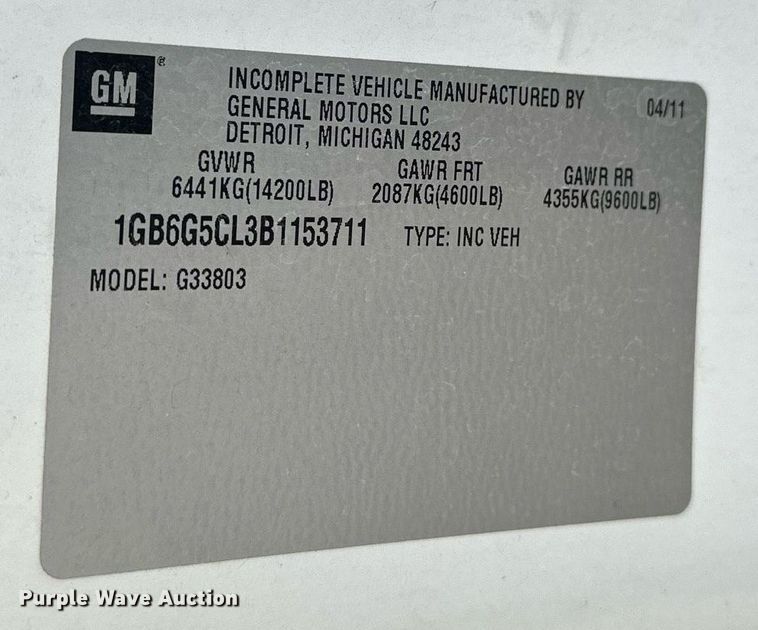 GM ®
INCOMPLETE VEHICLE MANUFACTURED BY
04/11
GENERAL MOTORS LLC
DETROIT, MICHIGAN 48243
GVWR GAWR FRT GAWR RR
6441KG(14200LB) 2087KG(4600LB) 4355KG(9600LB)
1GB6G5CL3B1153711 TYPE: INC VEH
MODEL: G33803
Purple Wave Auction